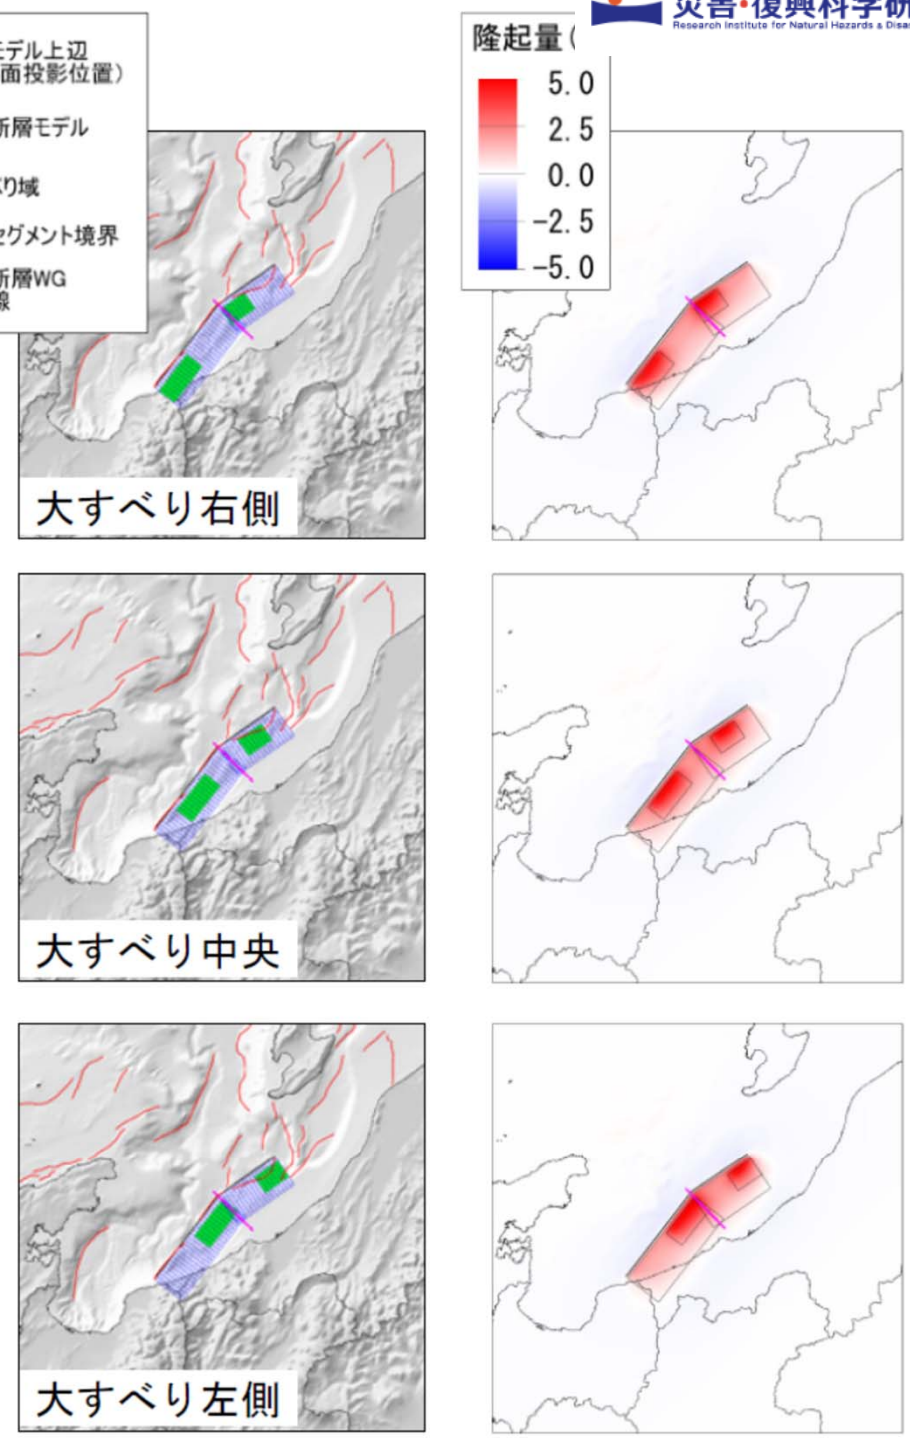 モデル上辺
面投影位置）
断層モデル
べり域
セグメント境界
断層WG
線
隆起量（
5.0
2.5
0.0
-2.5
-5.0
災害・復興科学研
Research Institute for Natural Hazards & Disas
大すべり右側
大すべり中央
大すべり左側